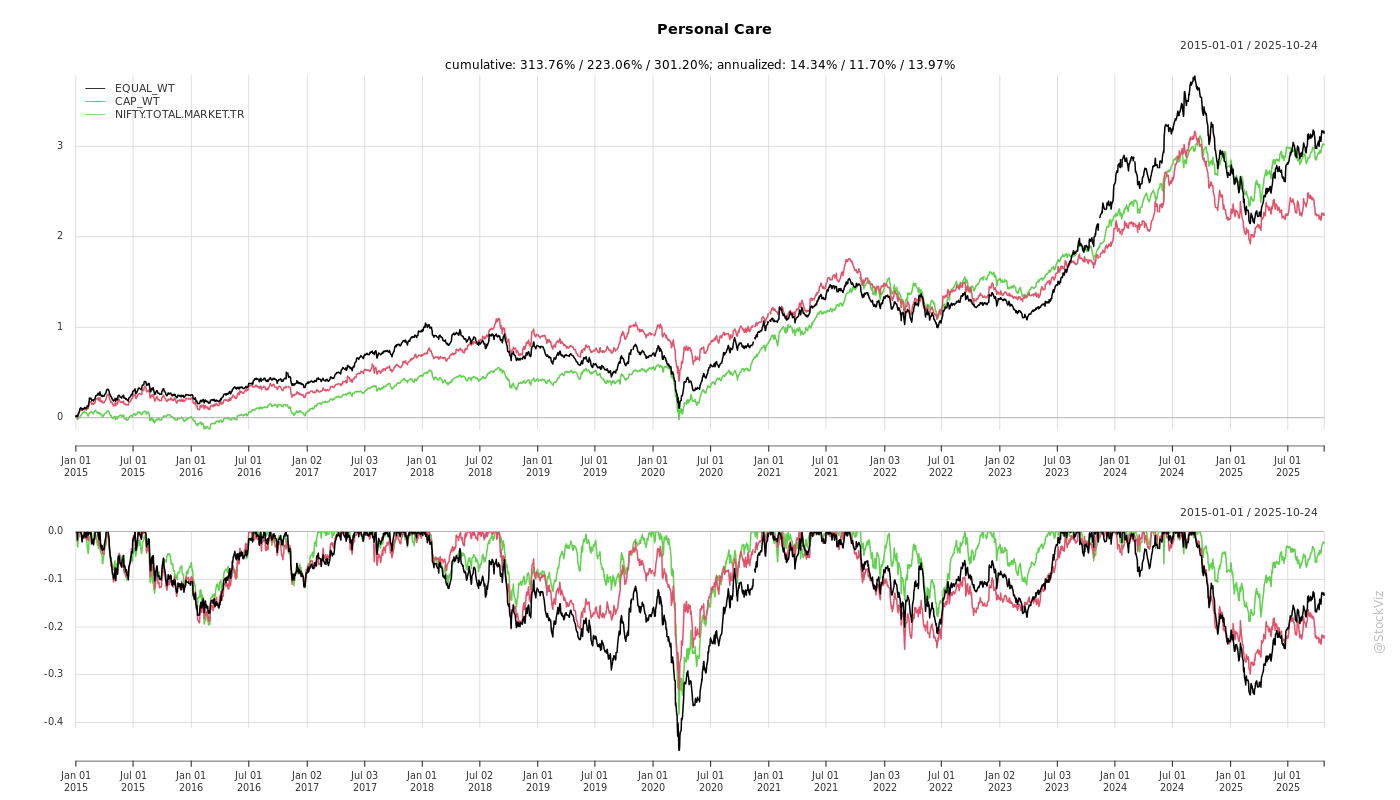 Personal Care
2015-01-01 / 2025-10-24
cumulative: 313.76% / 223.06% / 301.20%; annualized: 14.34% / 11.70% / 13.97%
EQUAL_WT
CAP_WT
NIFTY.TOTAL.MARKET.TR
3
2
1
0
Jan 01 Jul 01 Jan 01 Jul 01 Jan 02 Jul 03 Jan 01 Jul 02 Jan 01 Jul 01 Jan 01 Jul 01 Jan 01 Jul 01 Jan 03 Jul 01 Jan 02 Jul 03 Jan 01 Jul 01 Jan 01 Jul 01
2015 2015 2016 2016 2017 2017 2018 2018 2019 2019 2020 2020 2021 2021 2022 2022 2023 2023 2024 2024 2025 2025
2015-01-01 / 2025-10-24
0.0
-0.1
-0.2
-0.3
-0.4
Jan 01 Jul 01 Jan 01 Jul 01 Jan 02 Jul 03 Jan 01 Jul 02 Jan 01 Jul 01 Jan 01 Jul 01 Jan 01 Jul 01 Jan 03 Jul 01 Jan 02 Jul 03 Jan 01 Jul 01 Jan 01 Jul 01
2015 2015 2016 2016 2017 2017 2018 2018 2019 2019 2020 2020 2021 2021 2022 2022 2023 2023 2024 2024 2025 2025
@StockViz